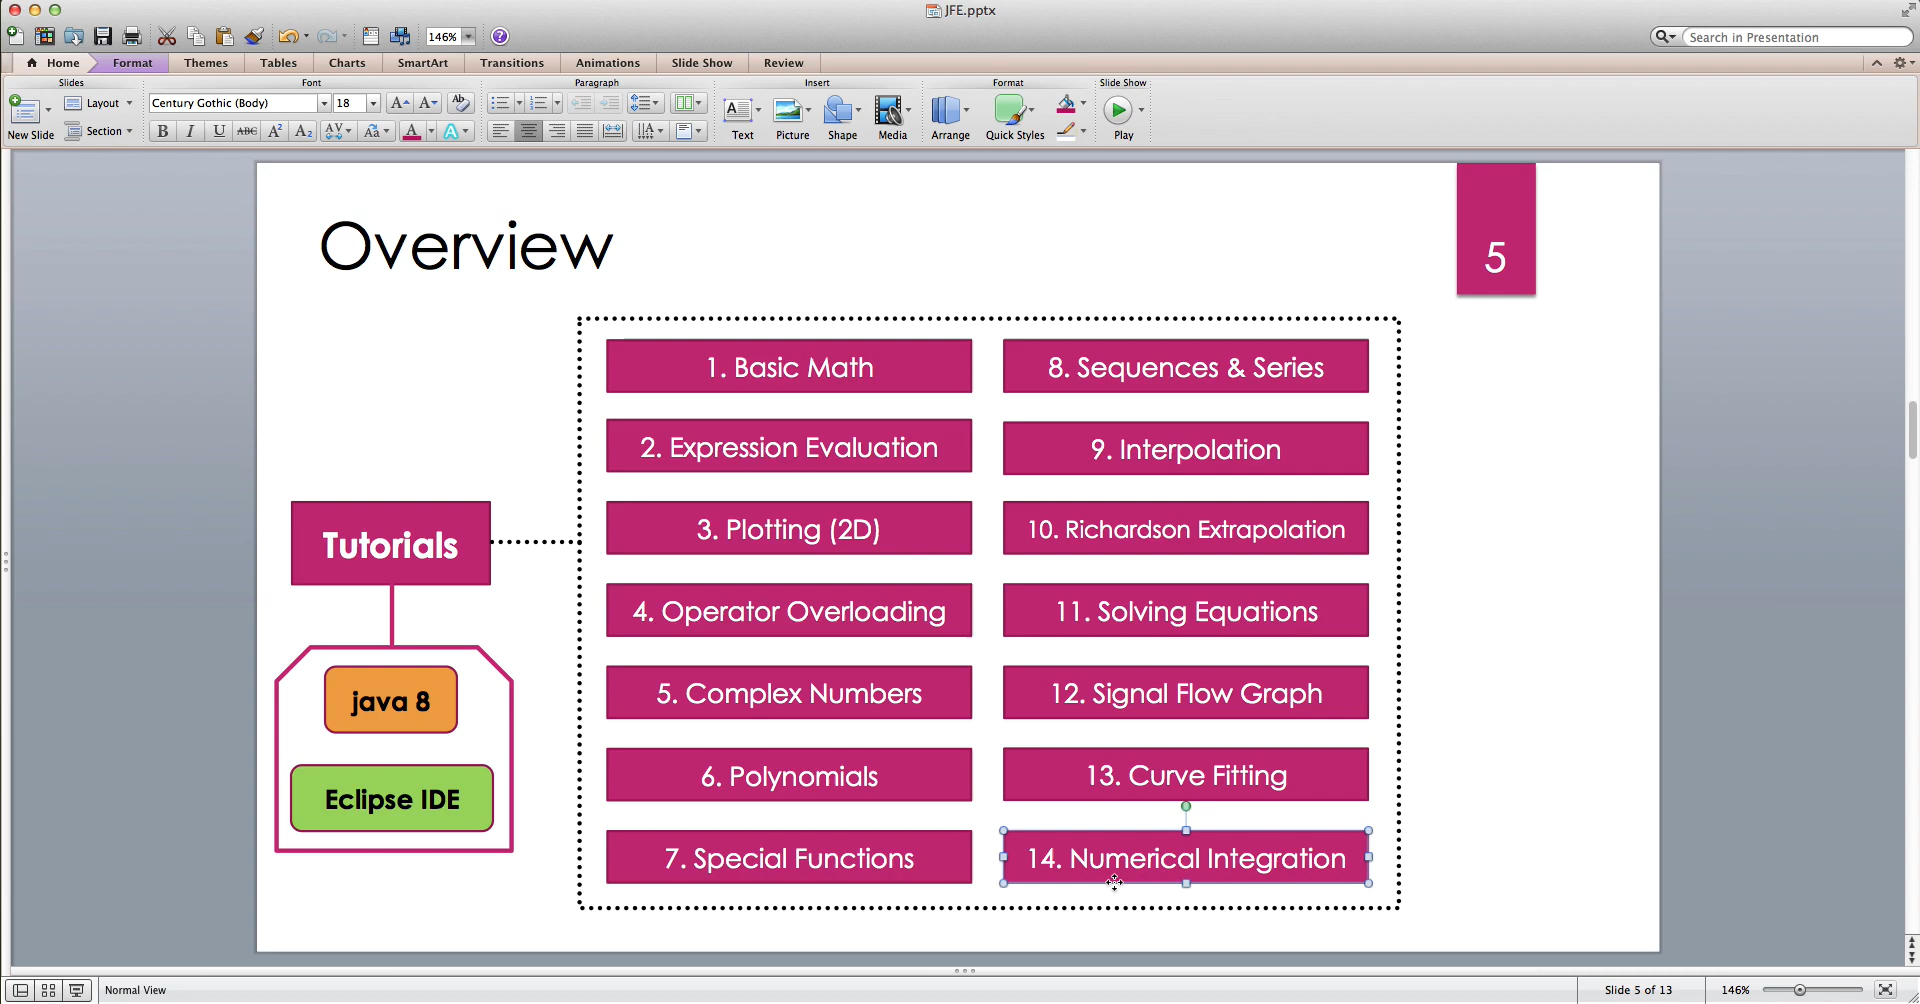 JFE.pptx
146%
Search in Presentation
Home Format Themes Tables Charts SmartArt Transitions Animations Slide Show Review
Slides Font Paragraph Insert Format Slide Show
New Slide Layout Section
Century Gothic (Body) 18
B I U ABC A² A₂ AV Aa A A
Text Picture Shape Media Arrange Quick Styles Play
Overview
5
Tutorials
java 8
Eclipse IDE
1. Basic Math
2. Expression Evaluation
3. Plotting (2D)
4. Operator Overloading
5. Complex Numbers
6. Polynomials
7. Special Functions
8. Sequences & Series
9. Interpolation
10. Richardson Extrapolation
11. Solving Equations
12. Signal Flow Graph
13. Curve Fitting
14. Numerical Integration
Normal View
Slide 5 of 13
146%